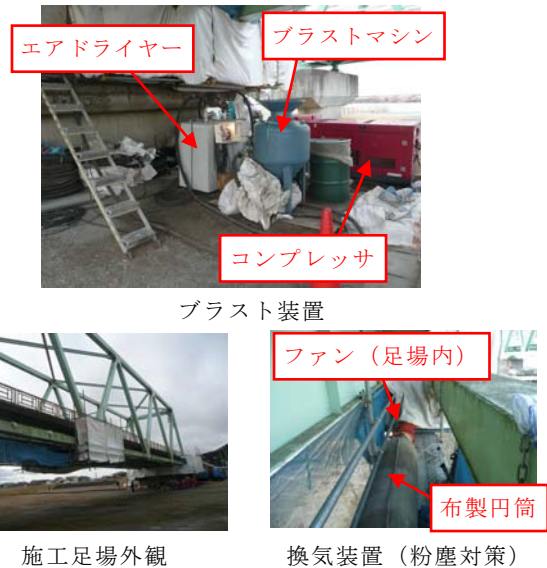 エアドライヤー
ブラストマシン
コンプレッサ
ブラスト装置
ファン（足場内）
布製円筒
施工足場外観
換気装置（粉塵対策）